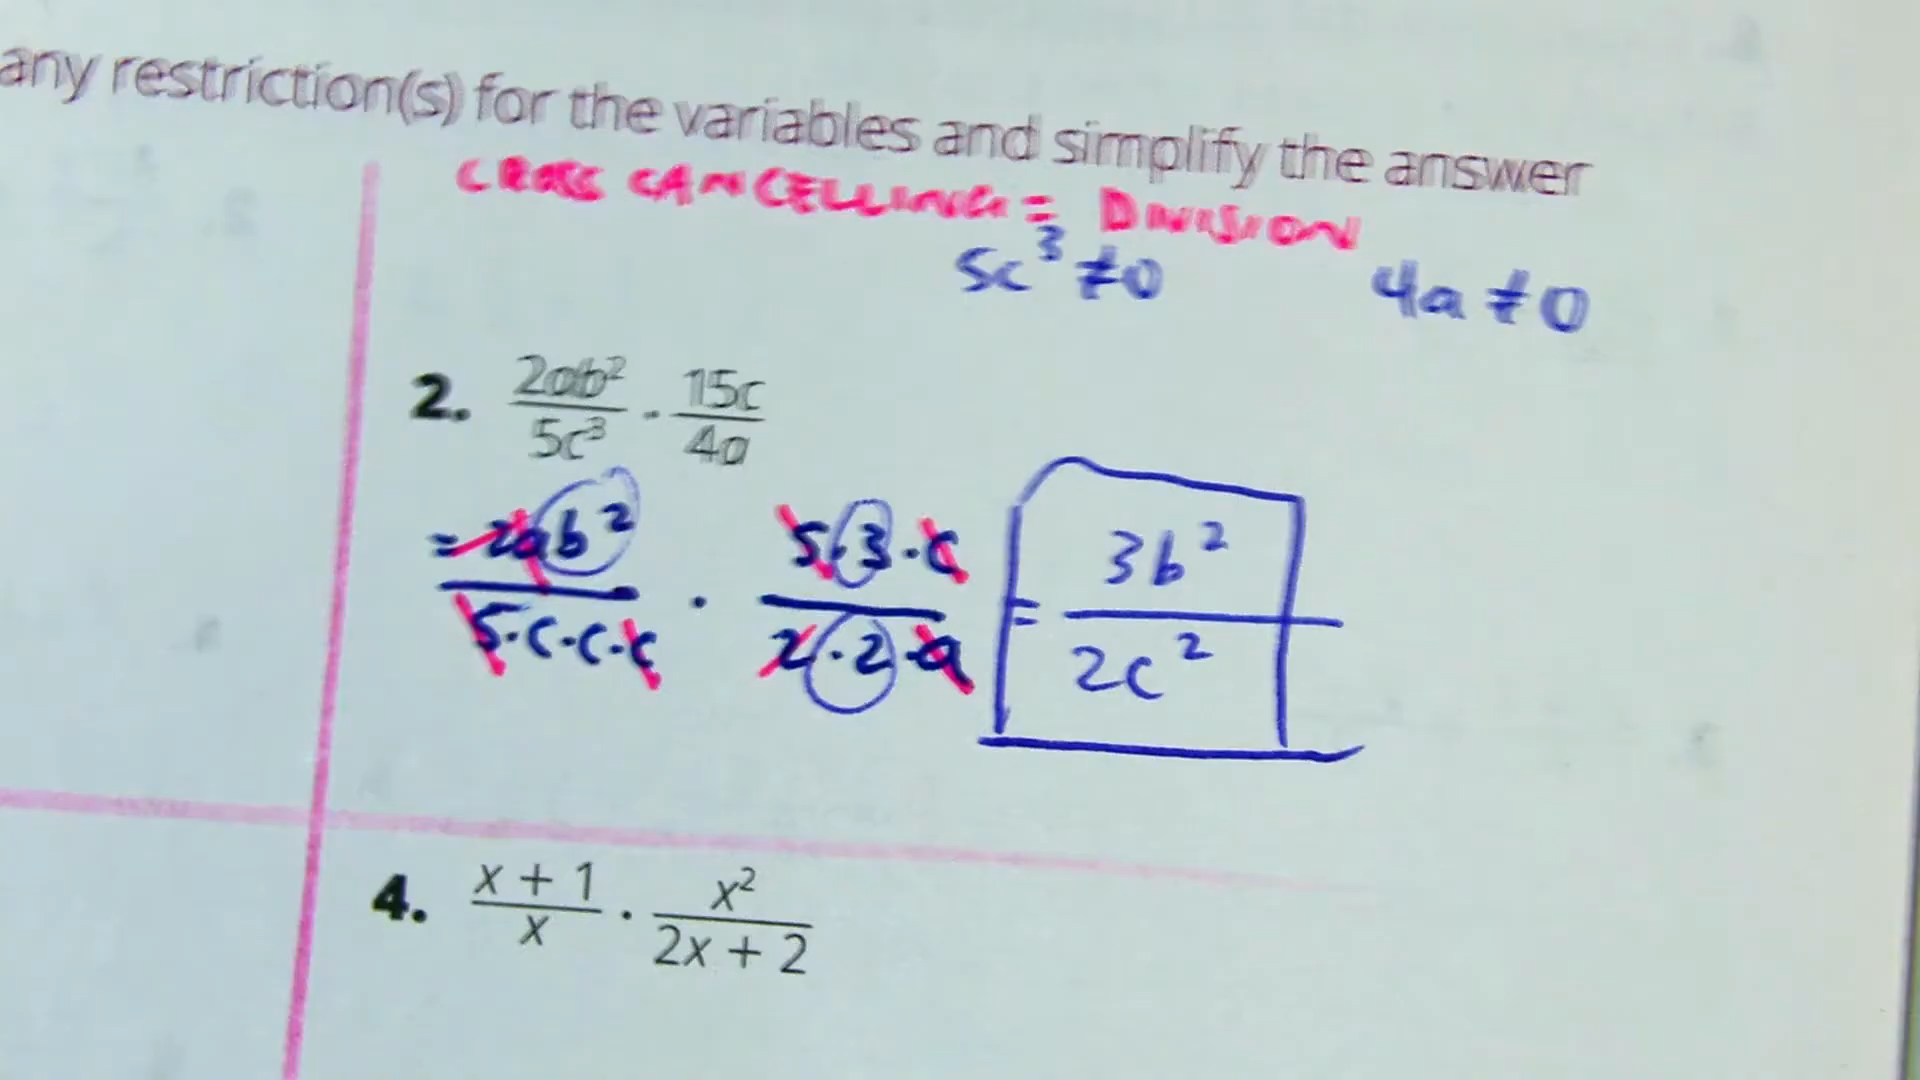 any restriction(s) for the variables and simplify the answer
CROSS CANCELLING = DIVISION
5c³ ≠ 0 4a ≠ 0
2. 2ab²/5c³ · 15c/4a
= 2ab²/5·c·c·c · 5·3·c/2·2·a = 3b²/2c²
4. x + 1/x · x²/2x + 2